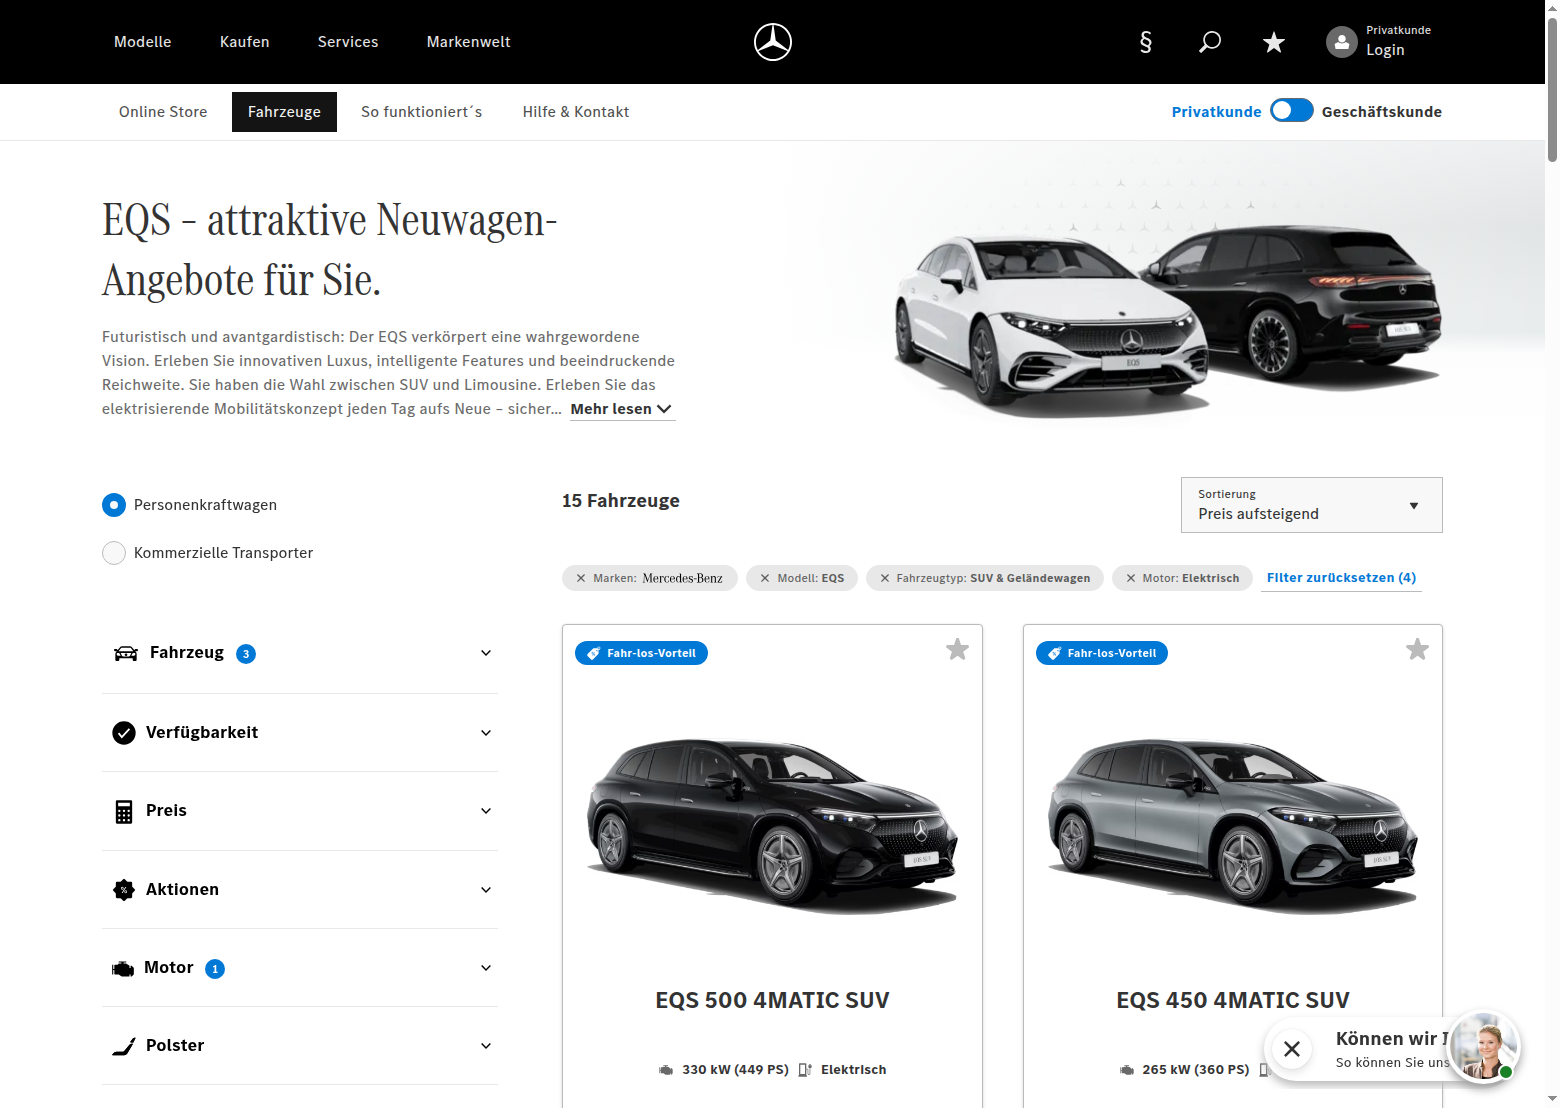 Modelle Kaufen Services Markenwelt
§
Privatkunde
Login
Online Store Fahrzeuge So funktioniert´s Hilfe & Kontakt
Privatkunde Geschäftskunde
EQS – attraktive Neuwagen-
Angebote für Sie.
Futuristisch und avantgardistisch: Der EQS verkörpert eine wahrgewordene
Vision. Erleben Sie innovativen Luxus, intelligente Features und beeindruckende
Reichweite. Sie haben die Wahl zwischen SUV und Limousine. Erleben Sie das
elektrisierende Mobilitätskonzept jeden Tag aufs Neue – sicher... Mehr lesen
EQS
Personenkraftwagen
Kommerzielle Transporter
15 Fahrzeuge
Sortierung
Preis aufsteigend
Marken: Mercedes-Benz
Modell: EQS
Fahrzeugtyp: SUV & Geländewagen
Motor: Elektrisch
Filter zurücksetzen (4)
Fahrzeug 3
Verfügbarkeit
Preis
Aktionen
Motor 1
Polster
Fahr-los-Vorteil
EQS SUV
EQS 500 4MATIC SUV
330 kW (449 PS) Elektrisch
Fahr-los-Vorteil
EQS SUV
EQS 450 4MATIC SUV
265 kW (360 PS)
Können wir I
So können Sie uns